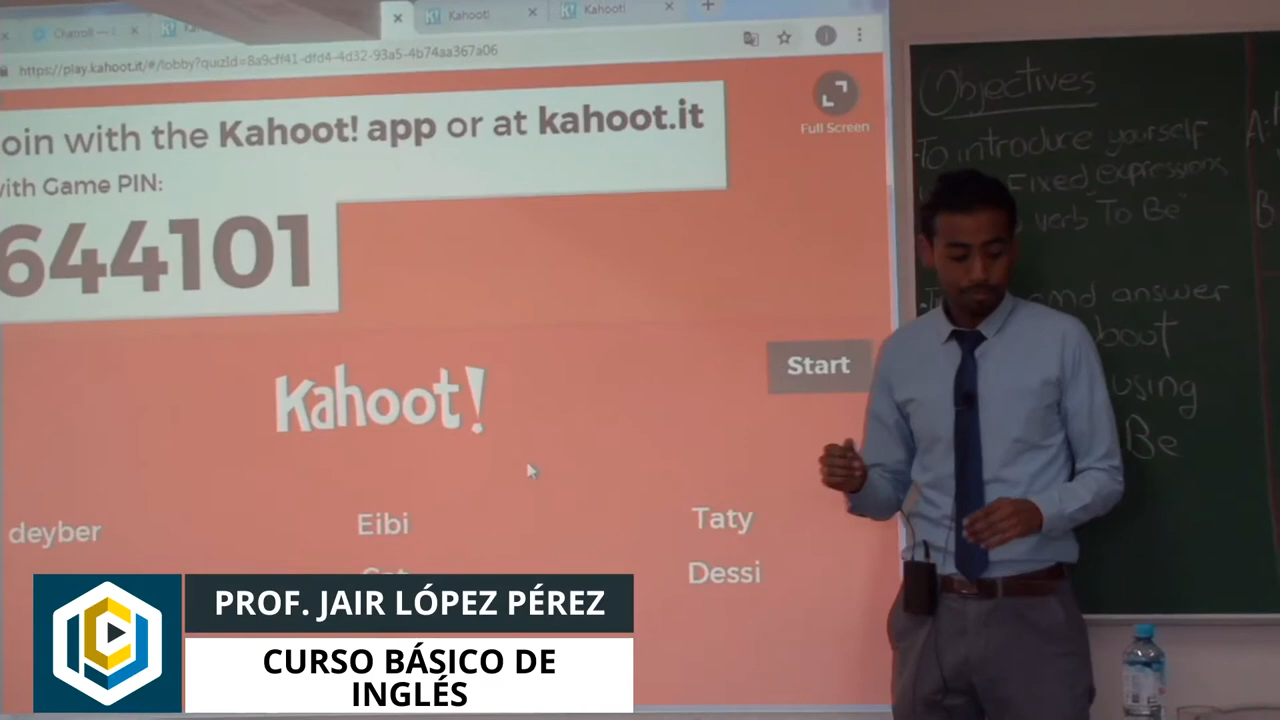 Chatroll —
Kahoot!
Kahoot!
https://play.kahoot.it/#/lobby?quizId=8a9cff41-dfd4-4d32-93a5-4b74aa367a06
oin with the Kahoot! app or at kahoot.it
with Game PIN:
644101
Full Screen
Kahoot!
Start
deyber
Eibi
Taty
Dessi
Objectives
To introduce yourself
Fixed expressions
verb "To Be"
and answer
bout
using
Be
A:
B:
PROF. JAIR LÓPEZ PÉREZ
CURSO BÁSICO DE
INGLÉS